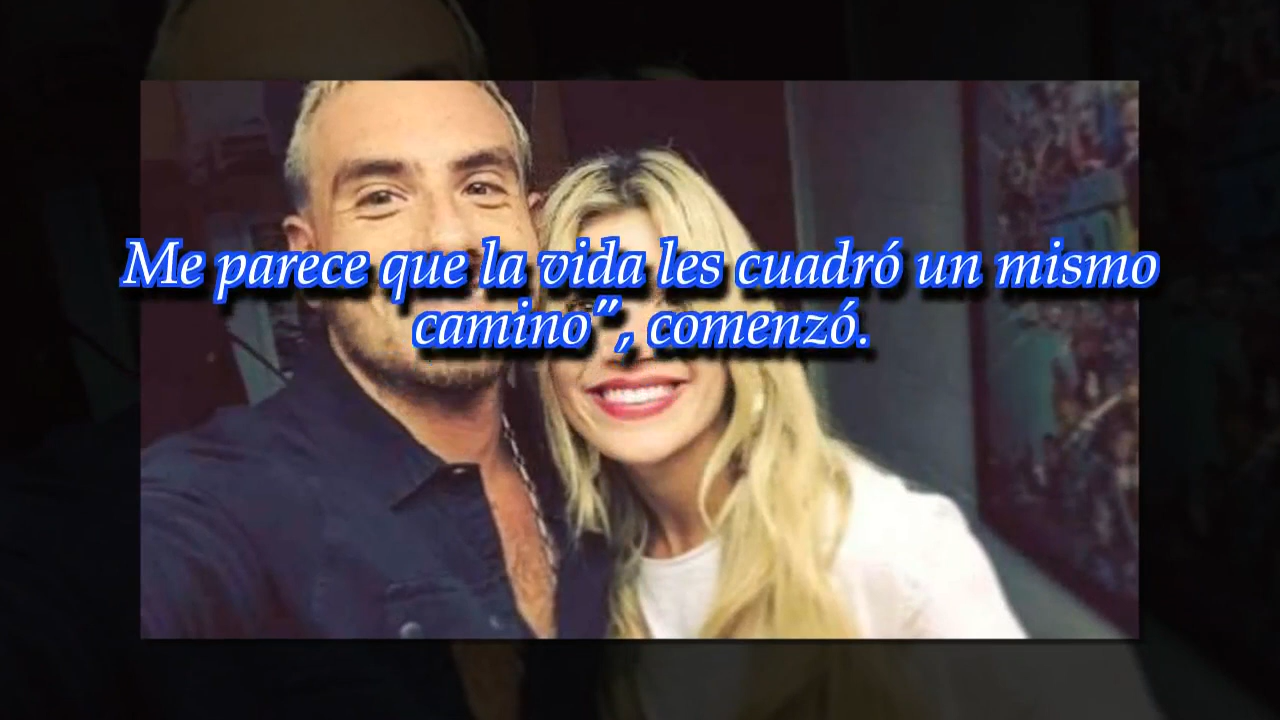 Me parece que la vida les cuadró un mismo
camino”, comenzó.